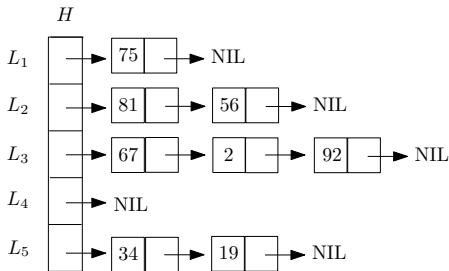 H
L₁ 75 NIL
L₂ 81 56 NIL
L₃ 67 2 92 NIL
L₄ NIL
L₅ 34 19 NIL